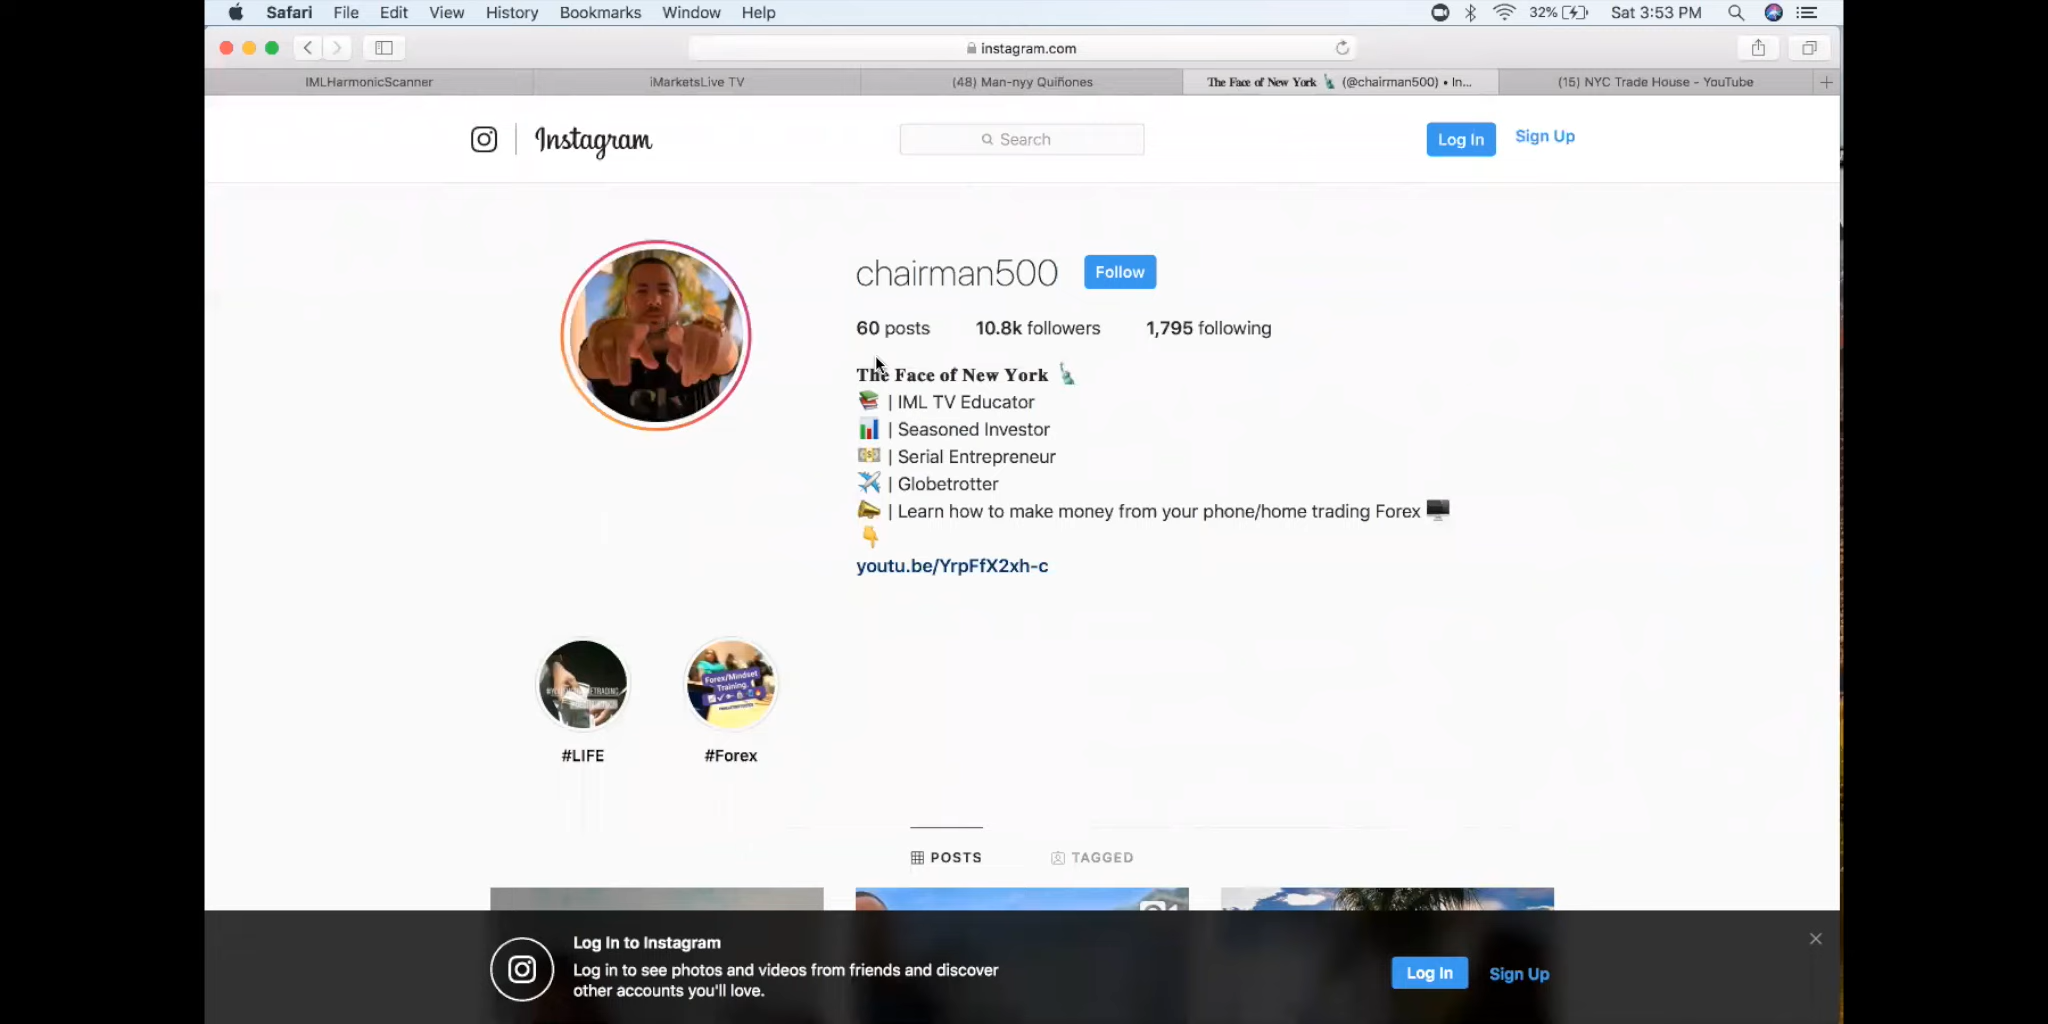 Safari File Edit View History Bookmarks Window Help 32% Sat 3:53 PM
instagram.com
IMLHarmonicScanner iMarketsLive TV (48) Man-nyy Quiñones The Face of New York 🗽 (@chairman500) • In... (15) NYC Trade House - YouTube
Instagram Search Log In Sign Up
chairman500 Follow
60 posts 10.8k followers 1,795 following
The Face of New York 🗽
📚 | IML TV Educator
📊 | Seasoned Investor
💵 | Serial Entrepreneur
✈️ | Globetrotter
📣 | Learn how to make money from your phone/home trading Forex 🖥
👇
youtu.be/YrpFfX2xh-c
Forex/Mindset
Training
#LIFE #Forex
POSTS TAGGED
Log In to Instagram
Log in to see photos and videos from friends and discover
other accounts you'll love.
Log In Sign Up